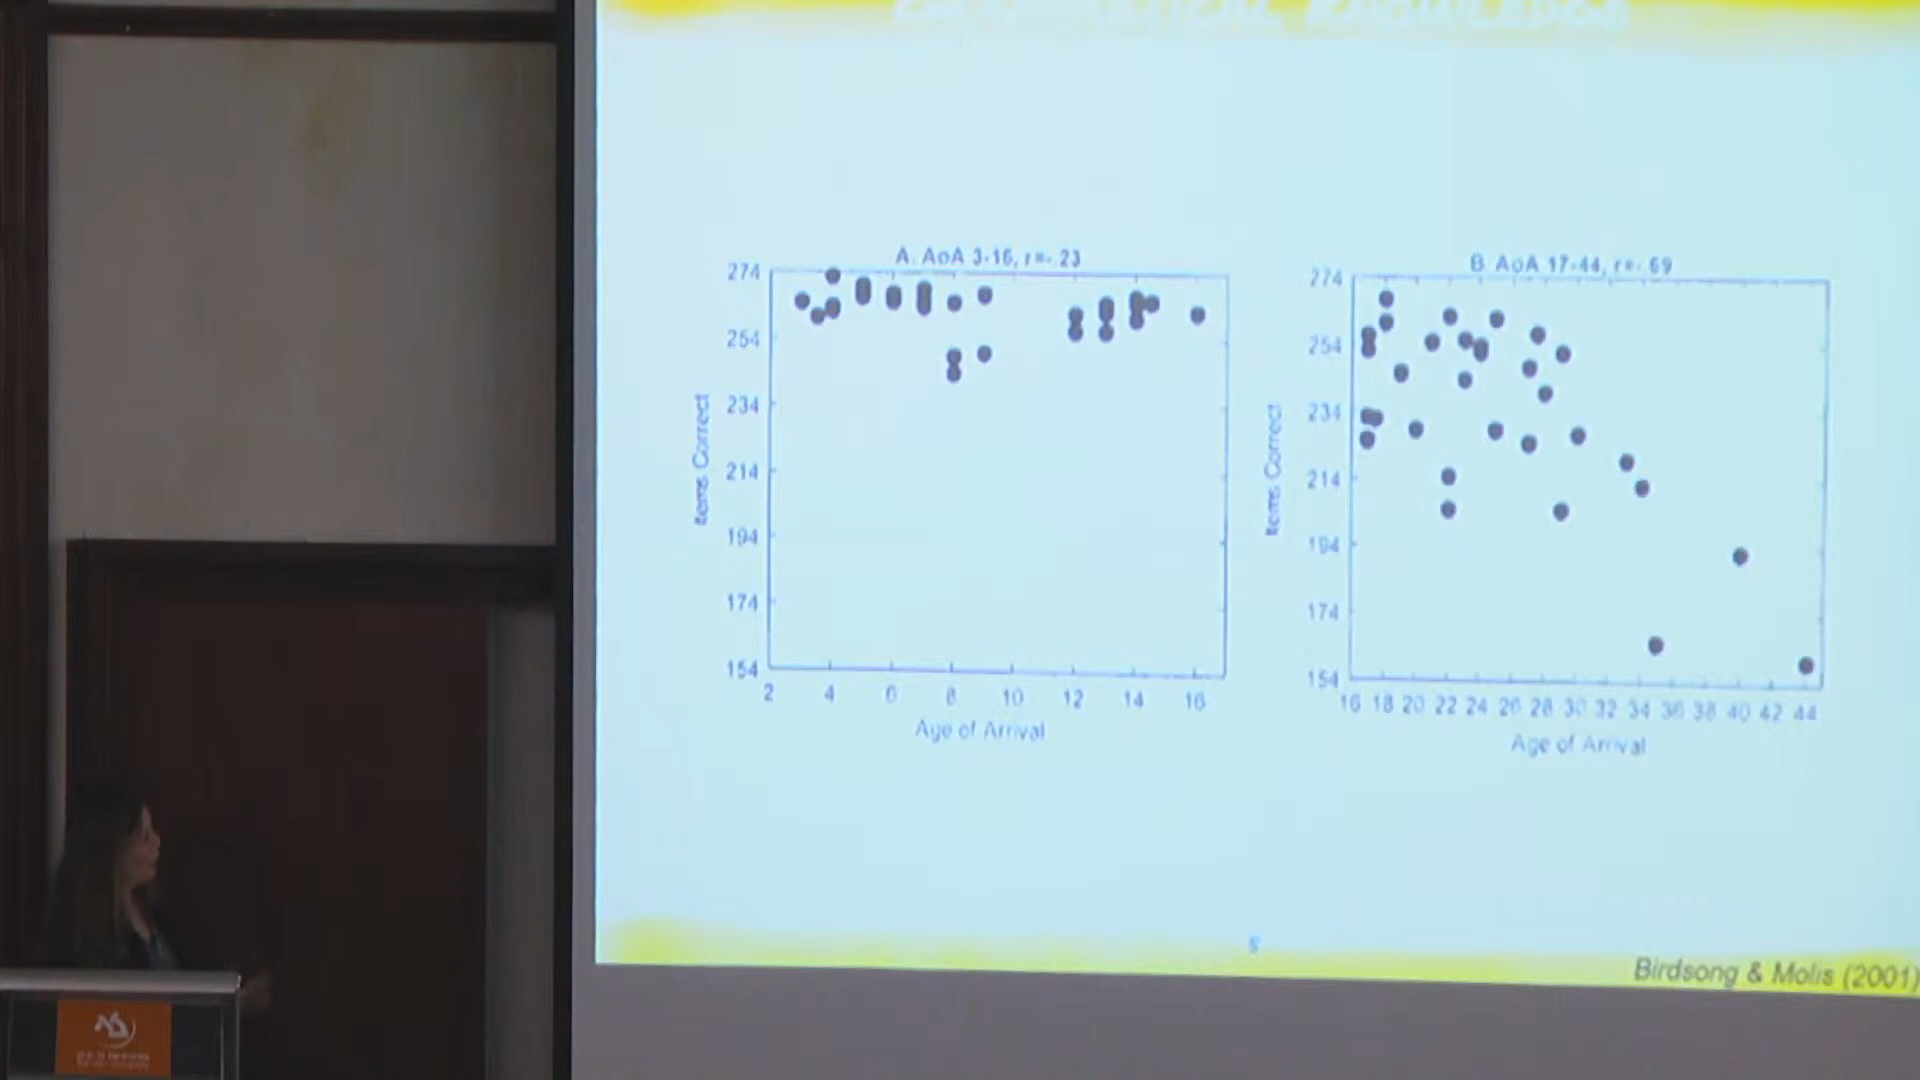 GRAMMATICAL KNOWLEDGE
A. AoA 3-16, r=-.23
274
254
234
214
194
174
154
Items Correct
2 4 6 8 10 12 14 16
Age of Arrival
B. AoA 17-44, r=-.69
274
254
234
214
194
174
154
Items Correct
16 18 20 22 24 26 28 30 32 34 36 38 40 42 44
Age of Arrival
5
Birdsong & Molis (2001)